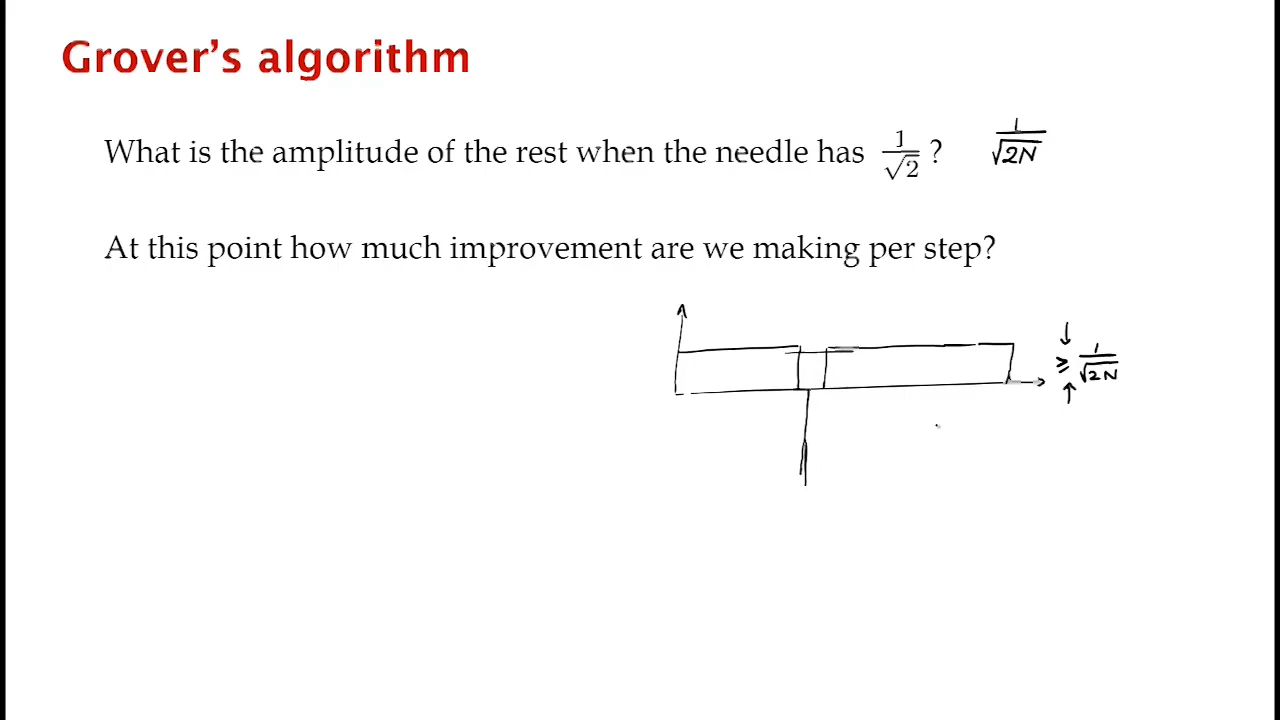 Grover's algorithm
What is the amplitude of the rest when the needle has 1/√2 ? 1/√2N
At this point how much improvement are we making per step?
≥ 1/√2N